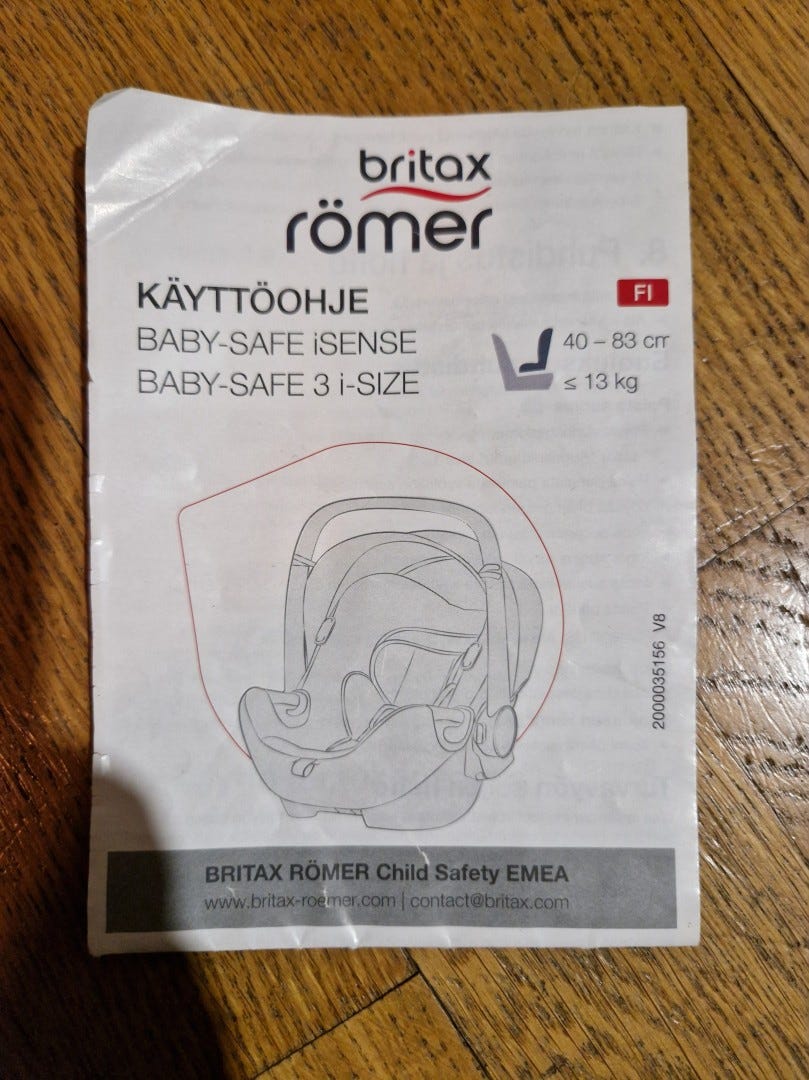 britax
römer
KÄYTTÖOHJE
FI
BABY-SAFE iSENSE
40 – 83 cm
BABY-SAFE 3 i-SIZE
≤ 13 kg
2000035156 V8
BRITAX RÖMER Child Safety EMEA
www.britax-roemer.com | contact@britax.com